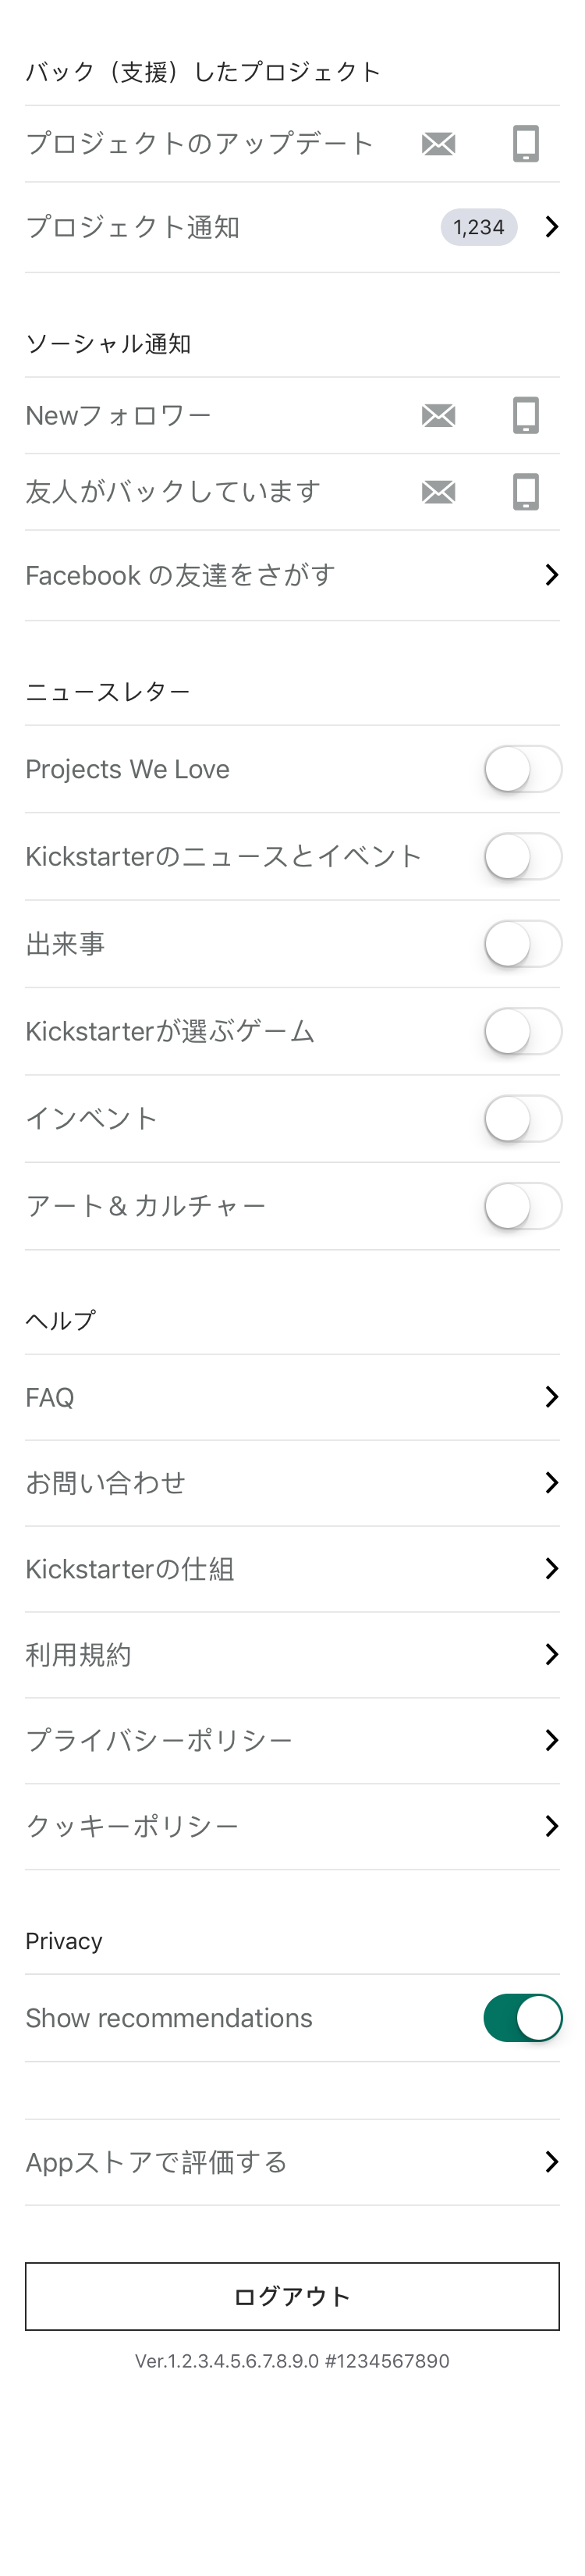 バック（支援）したプロジェクト
プロジェクトのアップデート
プロジェクト通知 1,234
ソーシャル通知
Newフォロワー
友人がバックしています
Facebook の友達をさがす
ニュースレター
Projects We Love
Kickstarterのニュースとイベント
出来事
Kickstarterが選ぶゲーム
インベント
アート& カルチャー
ヘルプ
FAQ
お問い合わせ
Kickstarterの仕組
利用規約
プライバシーポリシー
クッキーポリシー
Privacy
Show recommendations
Appストアで評価する
ログアウト
Ver.1.2.3.4.5.6.7.8.9.0 #1234567890